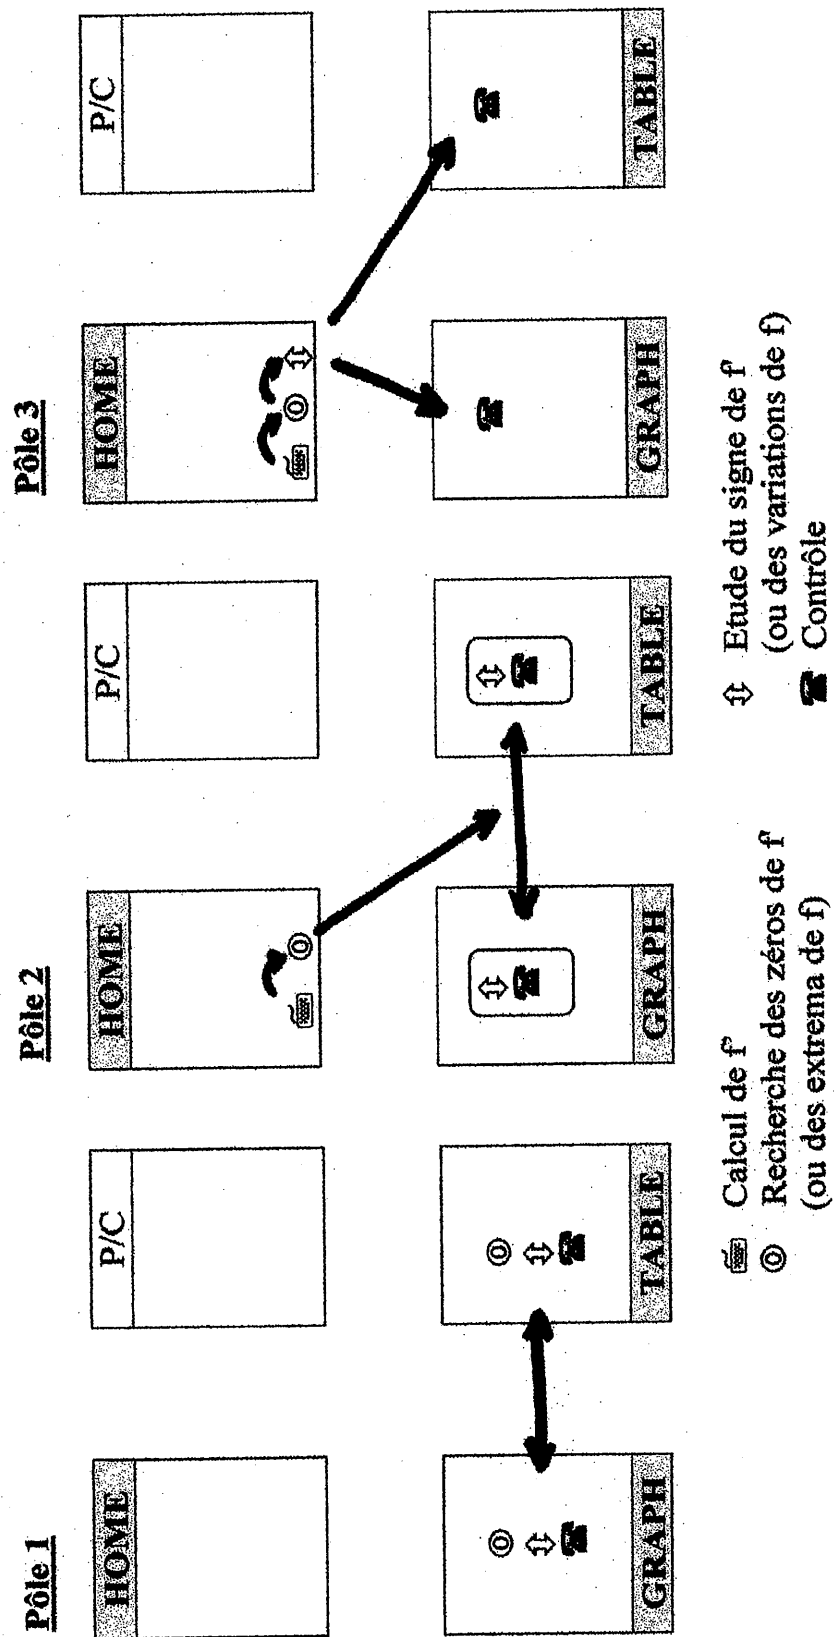 Pôle 1
Pôle 2
Pôle 3
HOME
P/C
HOME
P/C
HOME
P/C
GRAPH
TABLE
GRAPH
TABLE
GRAPH
TABLE
Calcul de f'
Recherche des zéros de f'
(ou des extrema de f)
Etude du signe de f'
(ou des variations de f)
Contrôle